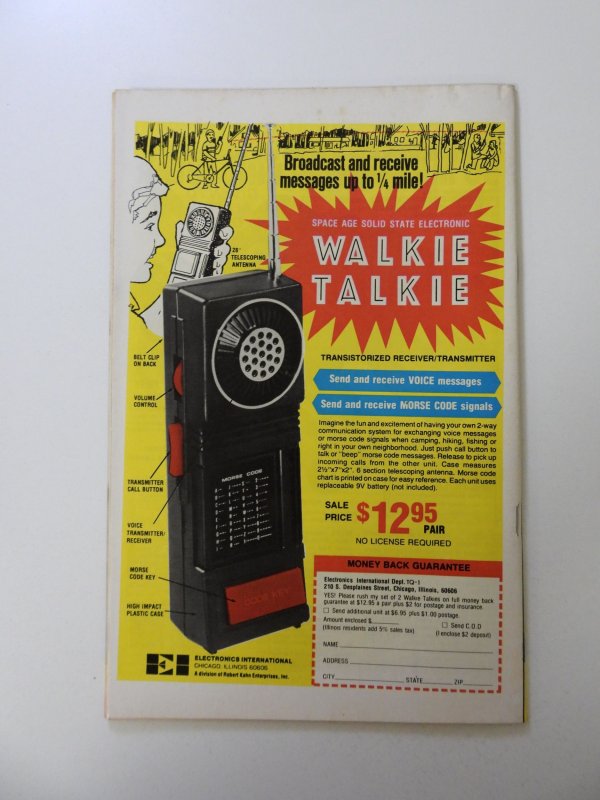 Broadcast and receive
messages up to ¼ mile!
SPACE AGE SOLID STATE ELECTRONIC
WALKIE
TALKIE
26"
TELESCOPING
ANTENNA
BELT CLIP
ON BACK
VOLUME
CONTROL
TRANSMITTER
CALL BUTTON
VOICE
TRANSMITTER/
RECEIVER
MORSE
CODE KEY
HIGH IMPACT
PLASTIC CASE
MORSE CODE
CODE KEY
TRANSISTORIZED RECEIVER/TRANSMITTER
Send and receive VOICE messages
Send and receive MORSE CODE signals
Imagine the fun and excitement of having your own 2-way
communication system for exchanging voice messages
or morse code signals when camping, hiking, fishing or
right in your own neighborhood. Just push call button to
talk or "beep" morse code messages. Release to pick up
incoming calls from the other unit. Case measures
2½"x7"x2". 6 section telescoping antenna. Morse code
chart is printed on case for easy reference. Each unit uses
replaceable 9V battery (not included).
SALE
PRICE $12.95
PAIR
NO LICENSE REQUIRED
MONEY BACK GUARANTEE
Electronics International Dept. TQ-1
210 S. Desplaines Street, Chicago, Illinois, 60606
YES! Please rush my set of 2 Walkie Talkies on full money back
guarantee at $12.95 a pair plus $2 for postage and insurance
☐ Send additional unit at $6.95 plus $1.00 postage.
Amount enclosed $ ☐ Send C.O.D
(Illinois residents add 5% sales tax) (I enclose $2 deposit)
NAME
ADDRESS
CITY STATE ZIP
EI ELECTRONICS INTERNATIONAL
CHICAGO, ILLINOIS 60606
A division of Robert Kahn Enterprises, Inc.